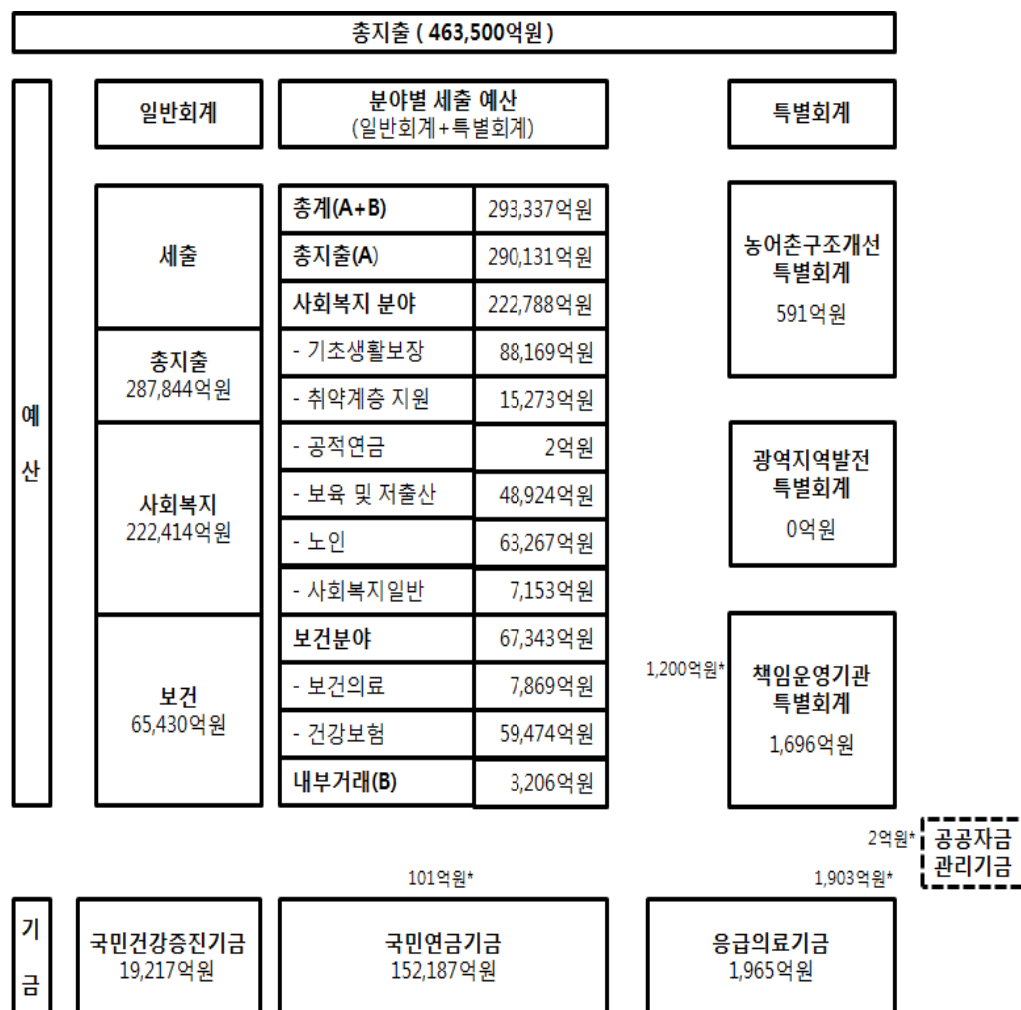 총지출 ( 463,500억원 )
일반회계
분야별 세출 예산
(일반회계+특별회계)
특별회계
예
산
세출
총지출
287,844억원
사회복지
222,414억원
보건
65,430억원
총계(A+B) 293,337억원
총지출(A) 290,131억원
사회복지 분야 222,788억원
- 기초생활보장 88,169억원
- 취약계층 지원 15,273억원
- 공적연금 2억원
- 보육 및 저출산 48,924억원
- 노인 63,267억원
- 사회복지일반 7,153억원
보건분야 67,343억원
- 보건의료 7,869억원
- 건강보험 59,474억원
내부거래(B) 3,206억원
농어촌구조개선
특별회계
591억원
광역지역발전
특별회계
0억원
1,200억원*
책임운영기관
특별회계
1,696억원
2억원*
공공자금
관리기금
101억원*
1,903억원*
기
금
국민건강증진기금
19,217억원
국민연금기금
152,187억원
응급의료기금
1,965억원